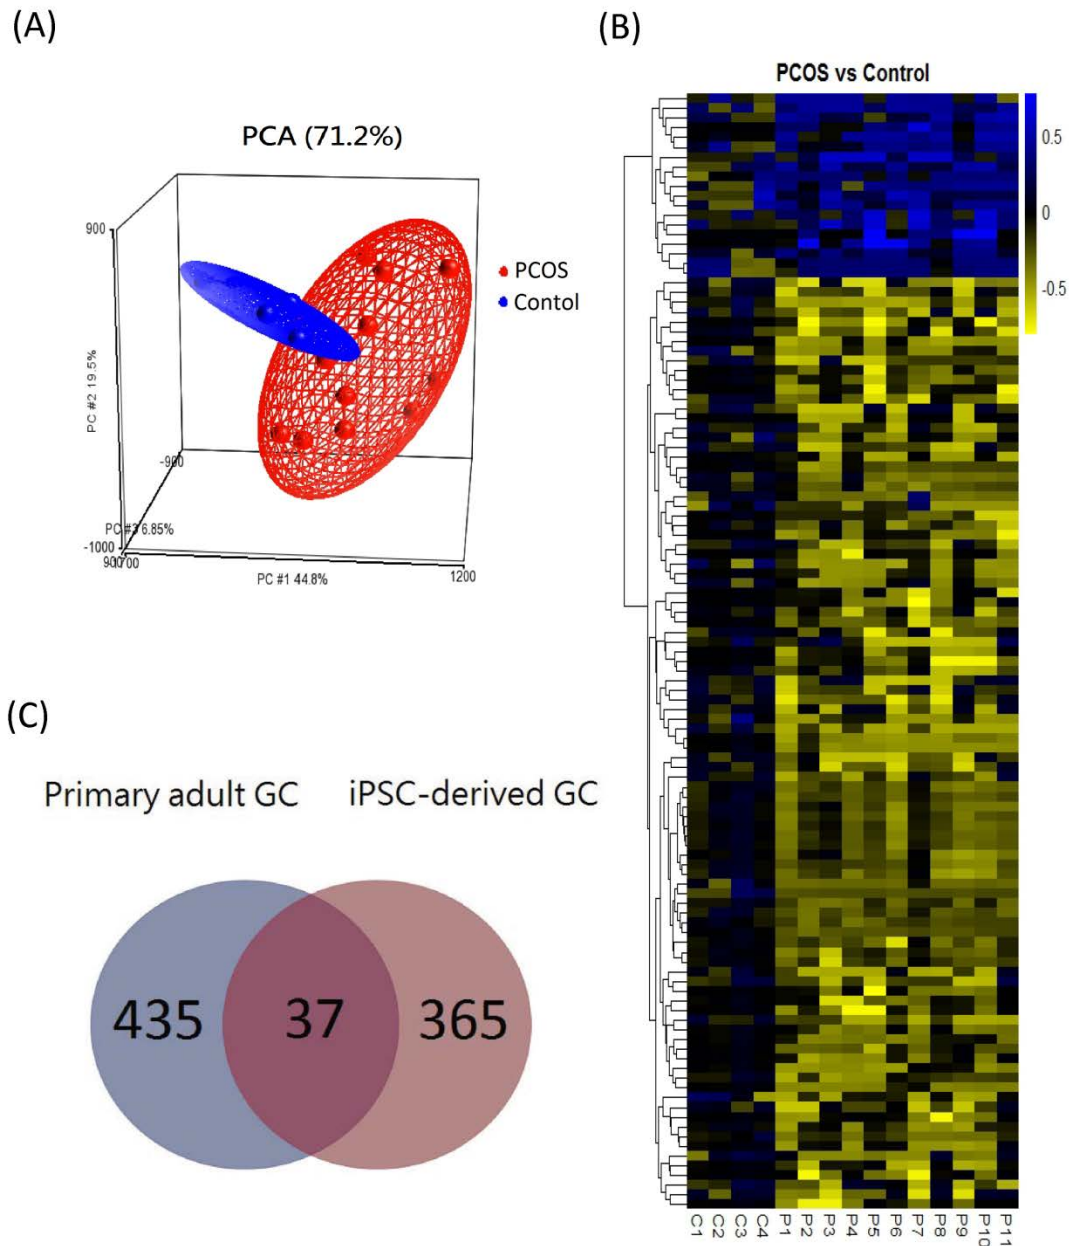 (A)
PCA (71.2%)
900
PC #2 19.5%
-900
PC #3 6.85%
-1000
1200
PC #1 44.8%
PCOS
Contol
(B)
PCOS vs Control
0.5
0
-0.5
C1
C2
C3
C4
P1
P2
P3
P4
P5
P6
P7
P8
P9
P10
P11
(C)
Primary adult GC
iPSC-derived GC
435
37
365